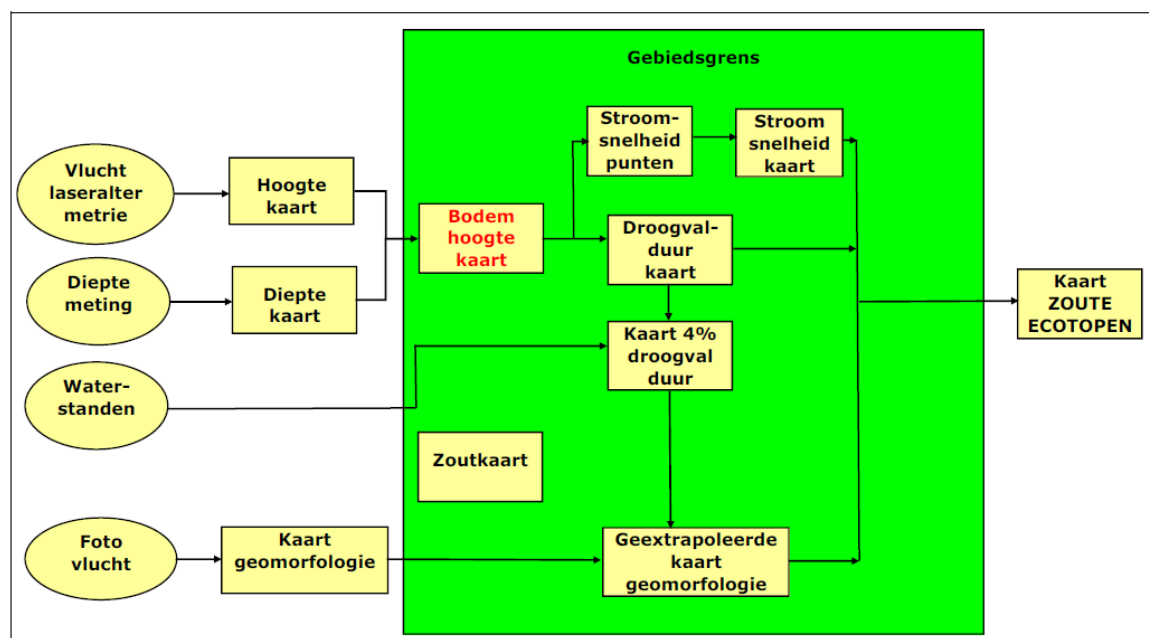 Gebiedsgrens
Vlucht
laseralter
metrie
Hoogte
kaart
Diepte
meting
Diepte
kaart
Bodem
hoogte
kaart
Stroom-
snelheid
punten
Stroom
snelheid
kaart
Droogval-
duur
kaart
Kaart 4%
droogval
duur
Water-
standen
Zoutkaart
Foto
vlucht
Kaart
geomorfologie
Geextrapoleerde
kaart
geomorfologie
Kaart
ZOUTE
ECOTOPEN